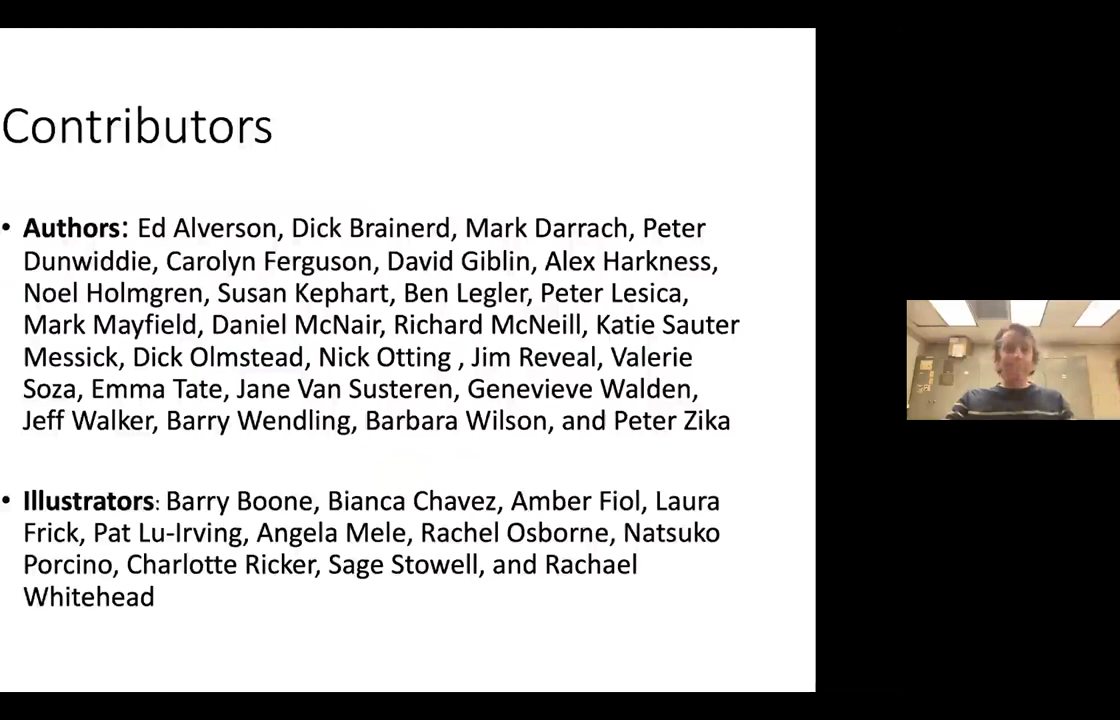 Contributors
• Authors: Ed Alverson, Dick Brainerd, Mark Darrach, Peter
Dunwiddie, Carolyn Ferguson, David Giblin, Alex Harkness,
Noel Holmgren, Susan Kephart, Ben Legler, Peter Lesica,
Mark Mayfield, Daniel McNair, Richard McNeill, Katie Sauter
Messick, Dick Olmstead, Nick Otting , Jim Reveal, Valerie
Soza, Emma Tate, Jane Van Susteren, Genevieve Walden,
Jeff Walker, Barry Wendling, Barbara Wilson, and Peter Zika
• Illustrators: Barry Boone, Bianca Chavez, Amber Fiol, Laura
Frick, Pat Lu-Irving, Angela Mele, Rachel Osborne, Natsuko
Porcino, Charlotte Ricker, Sage Stowell, and Rachael
Whitehead